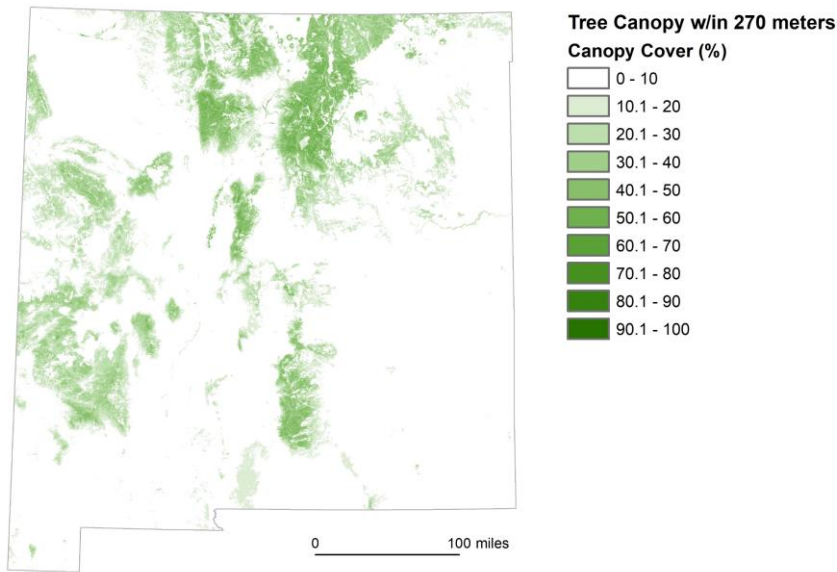 Tree Canopy w/in 270 meters
Canopy Cover (%)
0 - 10
10.1 - 20
20.1 - 30
30.1 - 40
40.1 - 50
50.1 - 60
60.1 - 70
70.1 - 80
80.1 - 90
90.1 - 100
0 100 miles